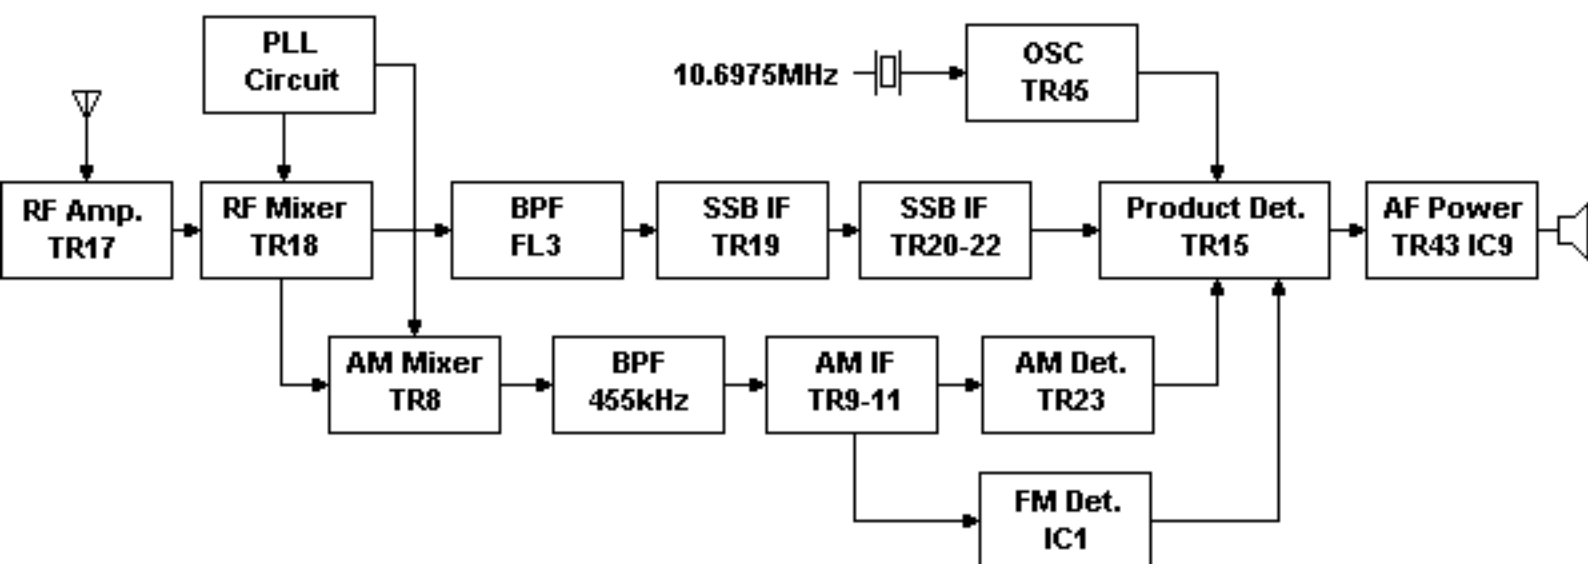 PLL
Circuit
10.6975MHz
OSC
TR45
RF Amp.
TR17
RF Mixer
TR18
BPF
FL3
SSB IF
TR19
SSB IF
TR20-22
Product Det.
TR15
AF Power
TR43 IC9
AM Mixer
TR8
BPF
455kHz
AM IF
TR9-11
AM Det.
TR23
FM Det.
IC1